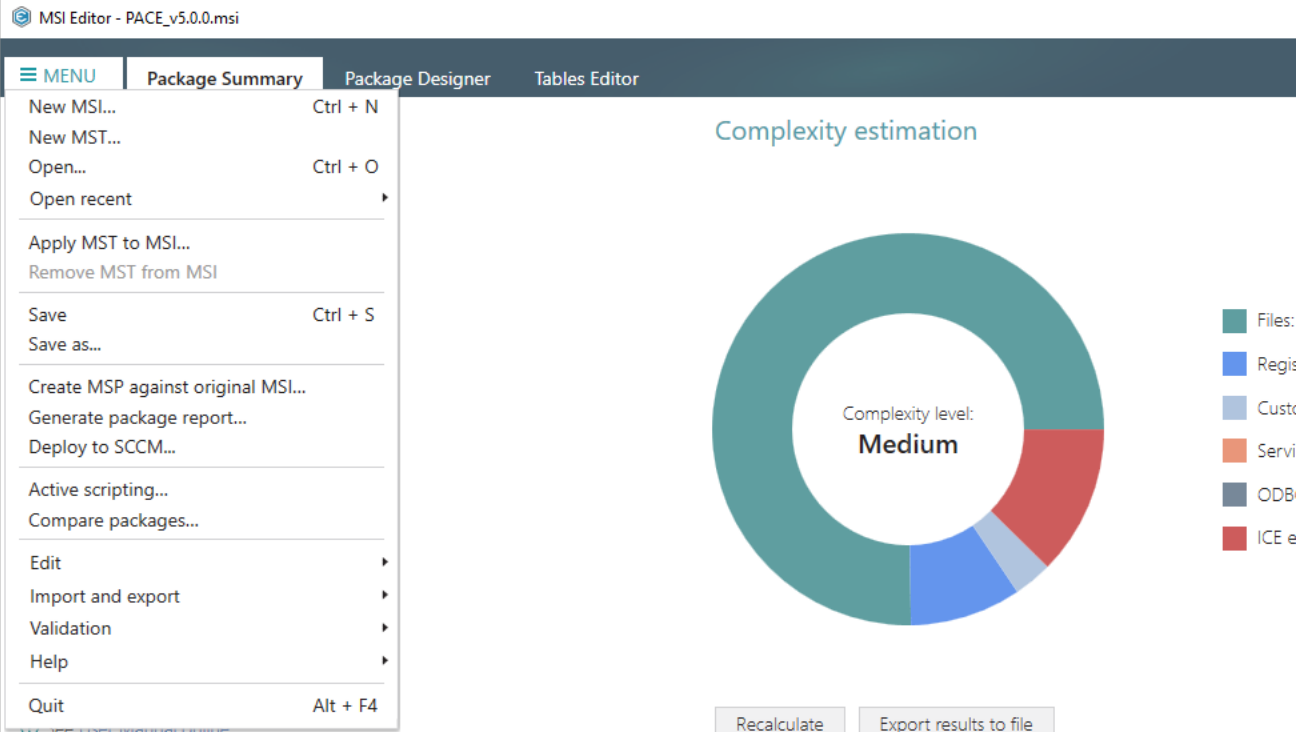 MSI Editor - PACE_v5.0.0.msi
MENU Package Summary Package Designer Tables Editor
New MSI... Ctrl + N
New MST...
Open... Ctrl + O
Open recent
Apply MST to MSI...
Remove MST from MSI
Save Ctrl + S
Save as...
Create MSP against original MSI...
Generate package report...
Deploy to SCCM...
Active scripting...
Compare packages...
Edit
Import and export
Validation
Help
Quit Alt + F4
Complexity estimation
Complexity level:
Medium
Files:
ICE
Recalculate Export results to file